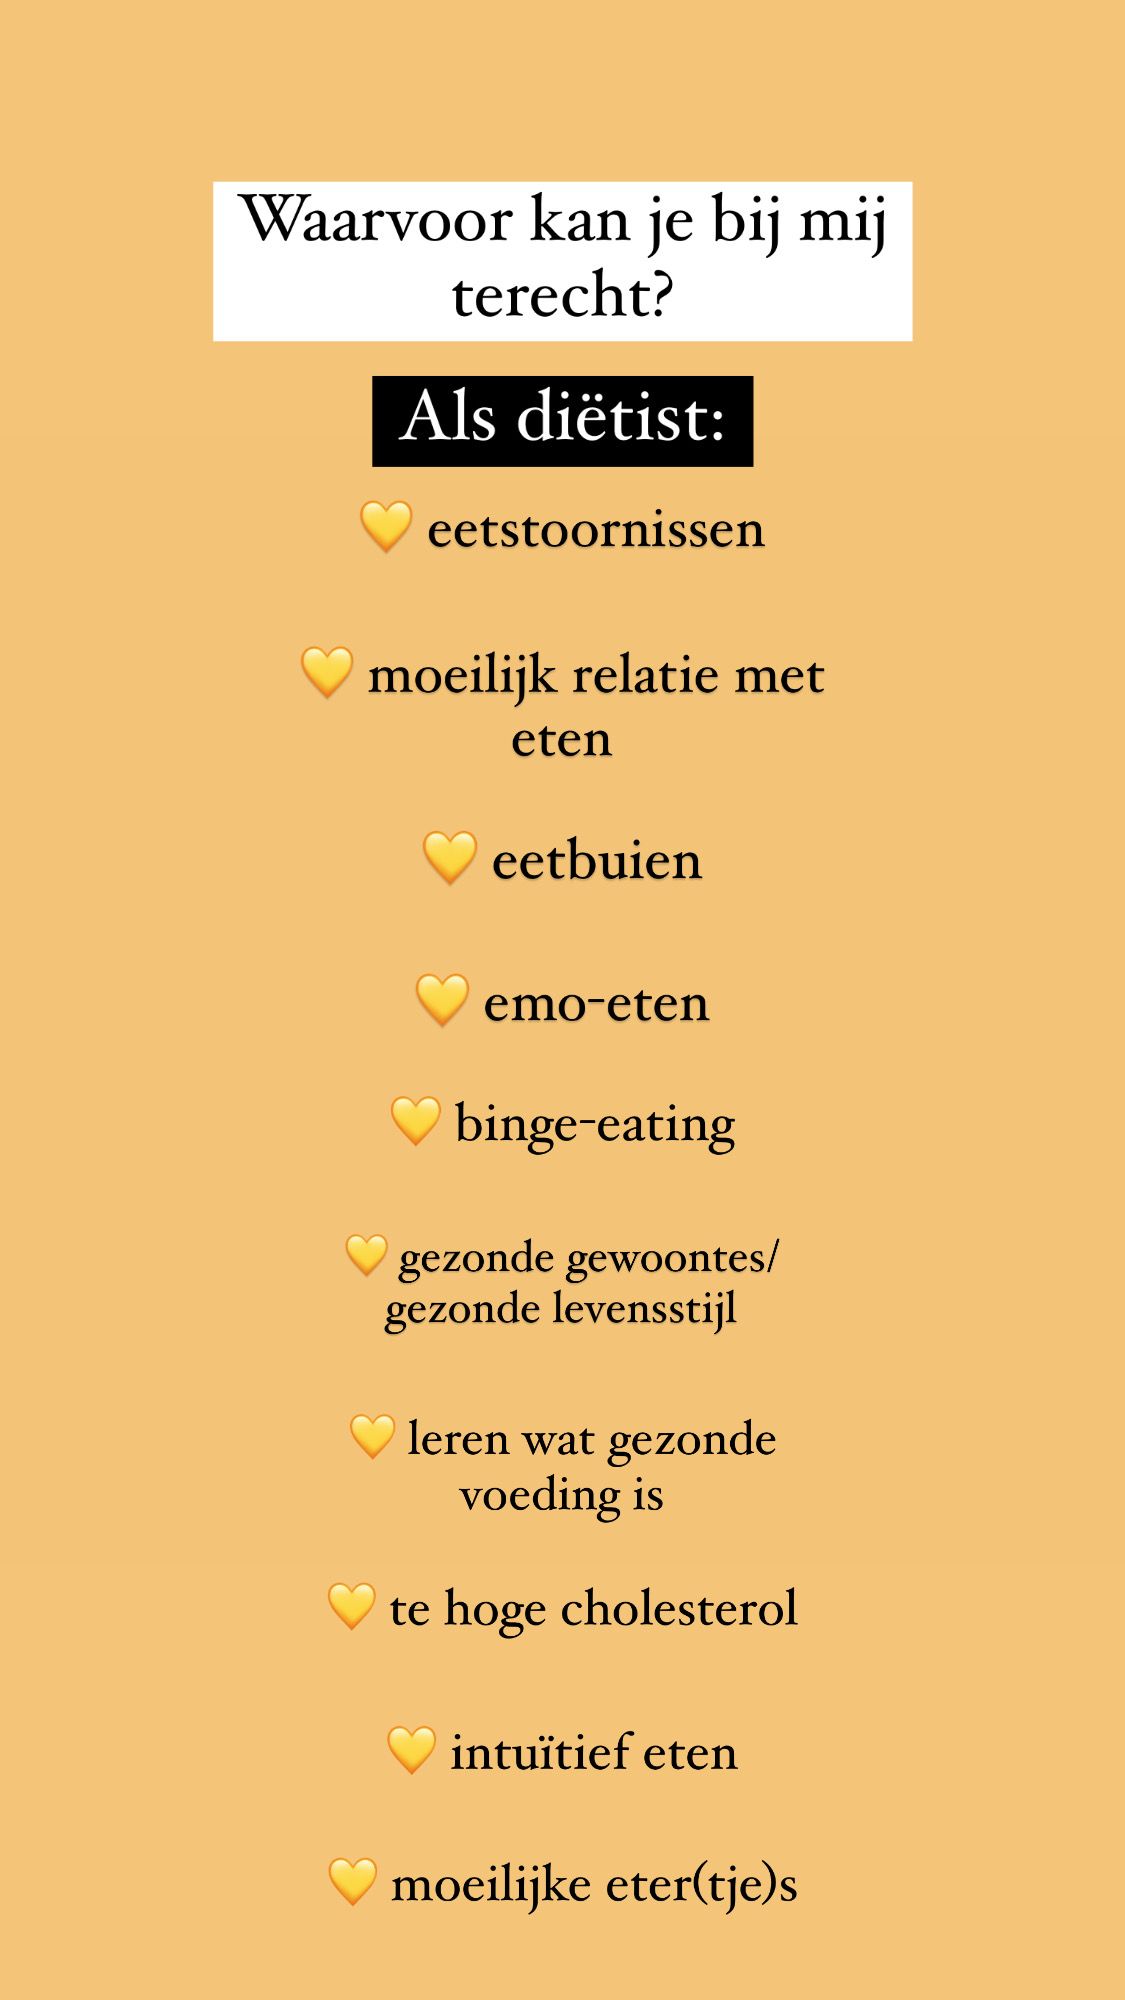 Waarvoor kan je bij mij
terecht?
Als diëtist:
💛 eetstoornissen
💛 moeilijk relatie met
eten
💛 eetbuien
💛 emo-eten
💛 binge-eating
💛 gezonde gewoontes/
gezonde levensstijl
💛 leren wat gezonde
voeding is
💛 te hoge cholesterol
💛 intuïtief eten
💛 moeilijke eter(tje)s